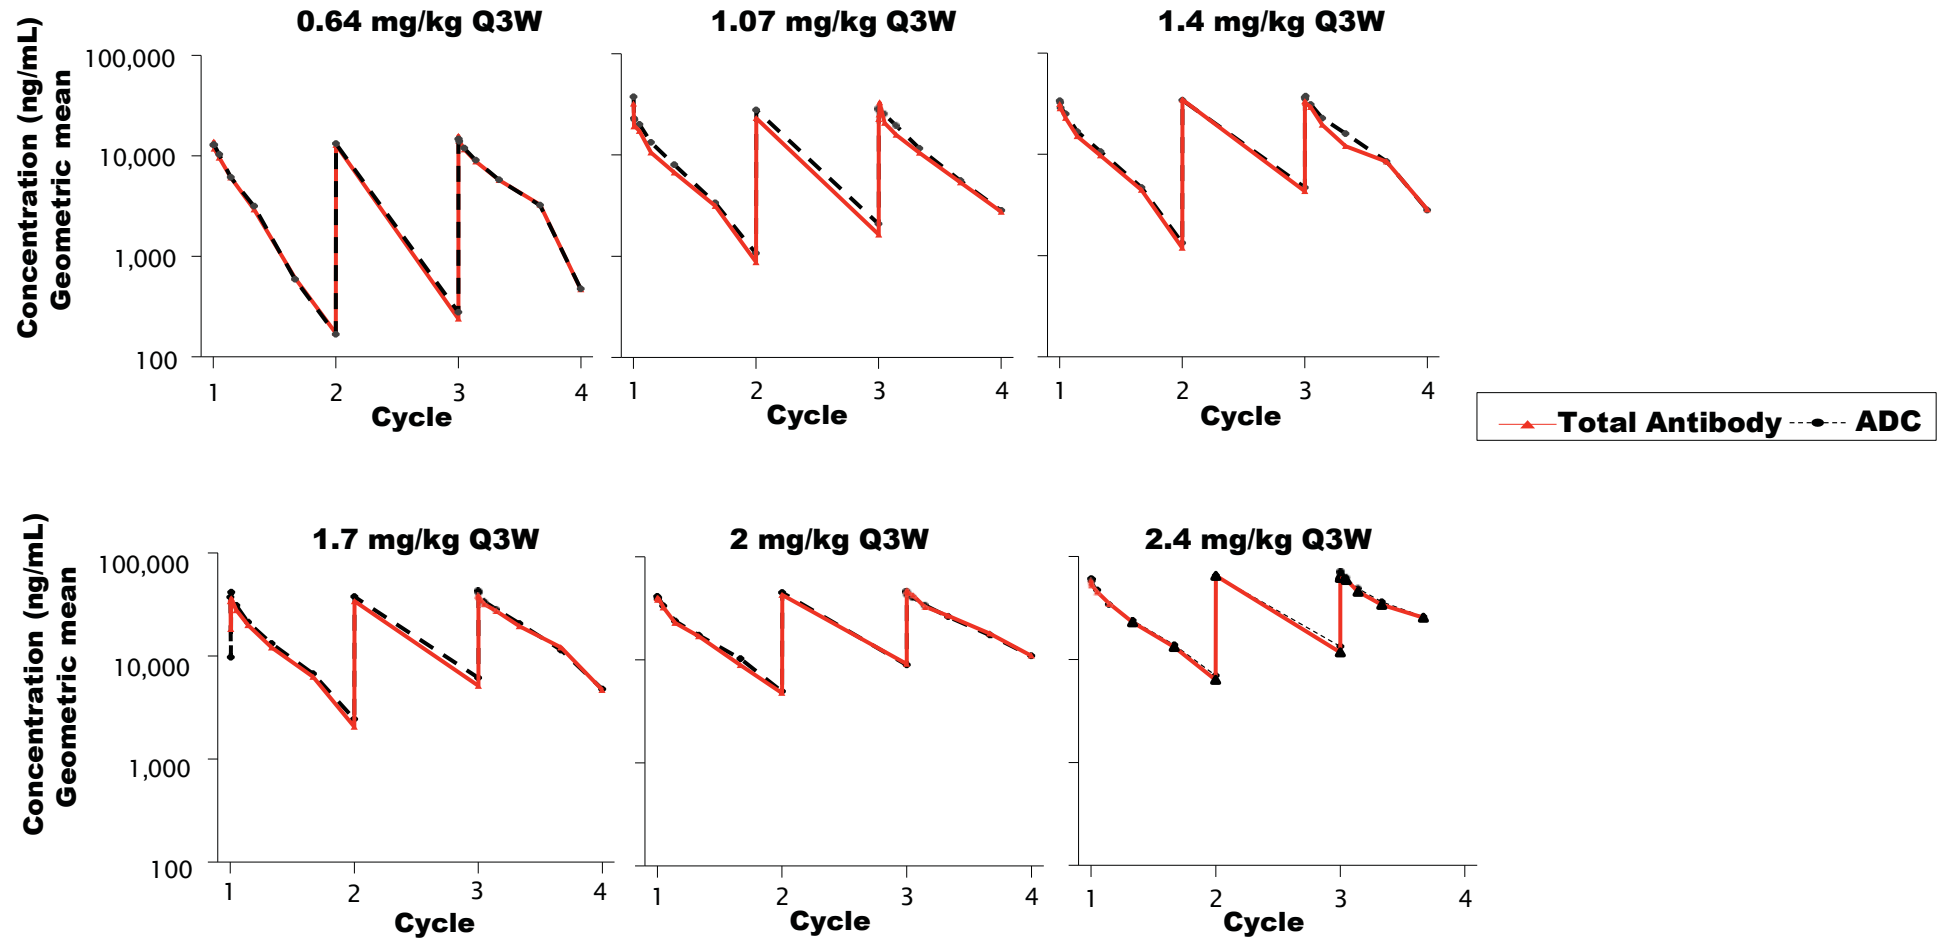 0.64 mg/kg Q3W
1.07 mg/kg Q3W
1.4 mg/kg Q3W
Concentration (ng/mL)
Geometric mean
100,000
10,000
1,000
100
1 2 3 4
Cycle
1 2 3 4
Cycle
1 2 3 4
Cycle
Total Antibody ADC
1.7 mg/kg Q3W
2 mg/kg Q3W
2.4 mg/kg Q3W
Concentration (ng/mL)
Geometric mean
100,000
10,000
1,000
100
1 2 3 4
Cycle
1 2 3 4
Cycle
1 2 3 4
Cycle